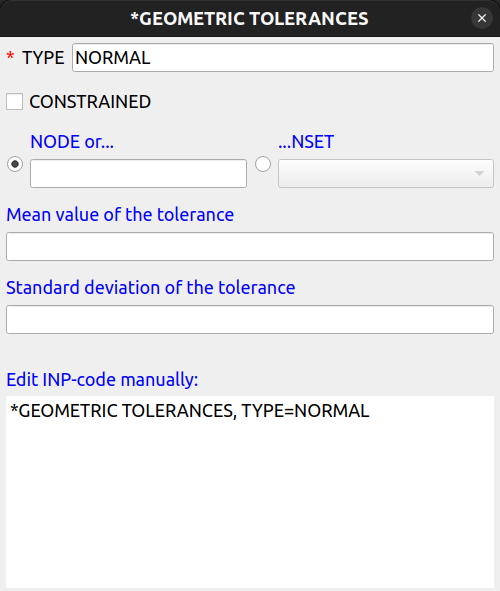 *GEOMETRIC TOLERANCES
* TYPE NORMAL
CONSTRAINED
NODE or... ...NSET
Mean value of the tolerance
Standard deviation of the tolerance
Edit INP-code manually:
*GEOMETRIC TOLERANCES, TYPE=NORMAL